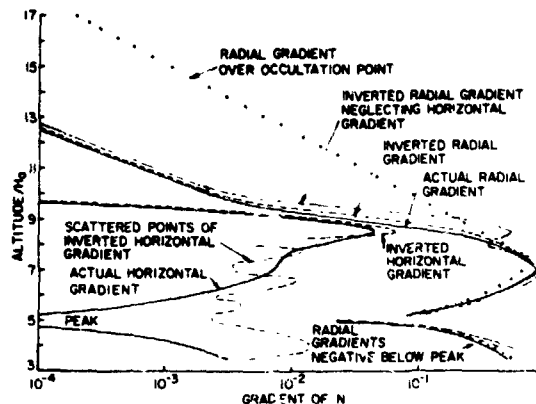 17
15
13
11
9
7
5
3
ALTITUDE/H₀
RADIAL GRADIENT
OVER OCCULTATION POINT
INVERTED RADIAL GRADIENT
NEGLECTING HORIZONTAL
GRADIENT
INVERTED RADIAL
GRADIENT
ACTUAL RADIAL
GRADIENT
SCATTERED POINTS OF
INVERTED HORIZONTAL
GRADIENT
ACTUAL HORIZONTAL
GRADIENT
INVERTED
HORIZONTAL
GRADIENT
PEAK
RADIAL
GRADIENTS
NEGATIVE BELOW PEAK
10⁻⁴ 10⁻³ 10⁻² 10⁻¹
GRADIENT OF N